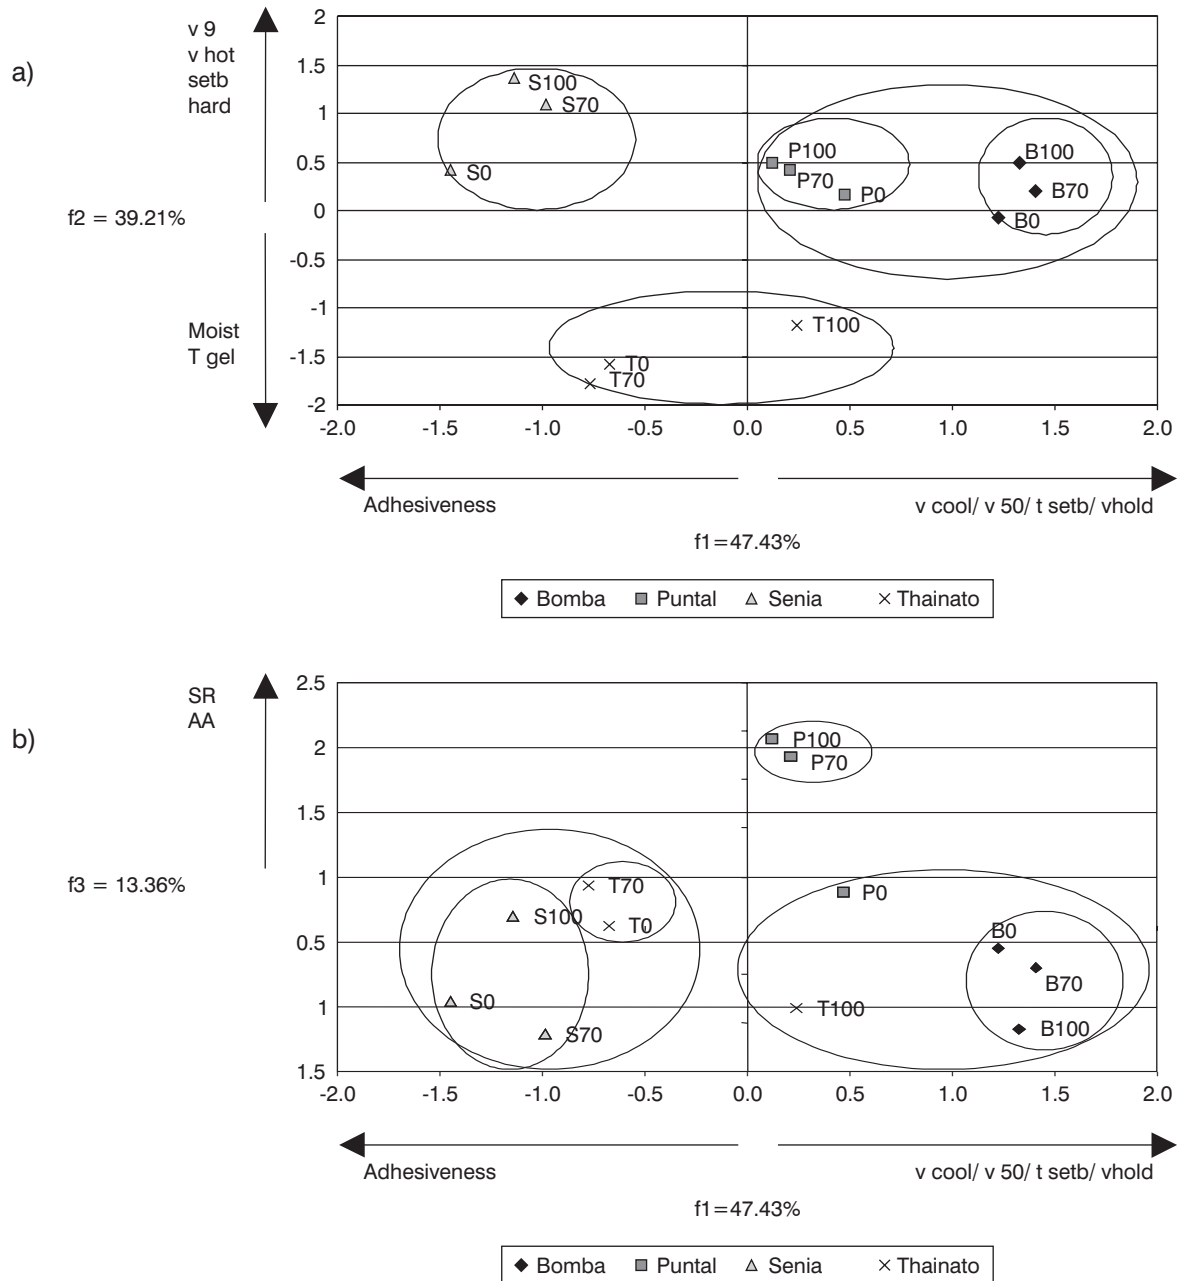 a)
v 9
v hot
setb
hard
f2 = 39.21%
Moist
T gel
2
1.5
1
0.5
0
-0.5
-1
-1.5
-2
S100
S70
S0
P100
P70
P0
B100
B70
B0
T100
T0
T70
-2.0 -1.5 -1.0 -0.5 0.0 0.5 1.0 1.5 2.0
Adhesiveness v cool/ v 50/ t setb/ vhold
f1=47.43%
Bomba Puntal Senia Thainato
b)
SR
AA
f3 = 13.36%
2.5
2
1.5
1
0.5
1
1.5
P100
P70
T70
S100
T0
P0
B0
B70
S0
T100
S70
B100
-2.0 -1.5 -1.0 -0.5 0.0 0.5 1.0 1.5 2.0
Adhesiveness v cool/ v 50/ t setb/ vhold
f1=47.43%
Bomba Puntal Senia Thainato